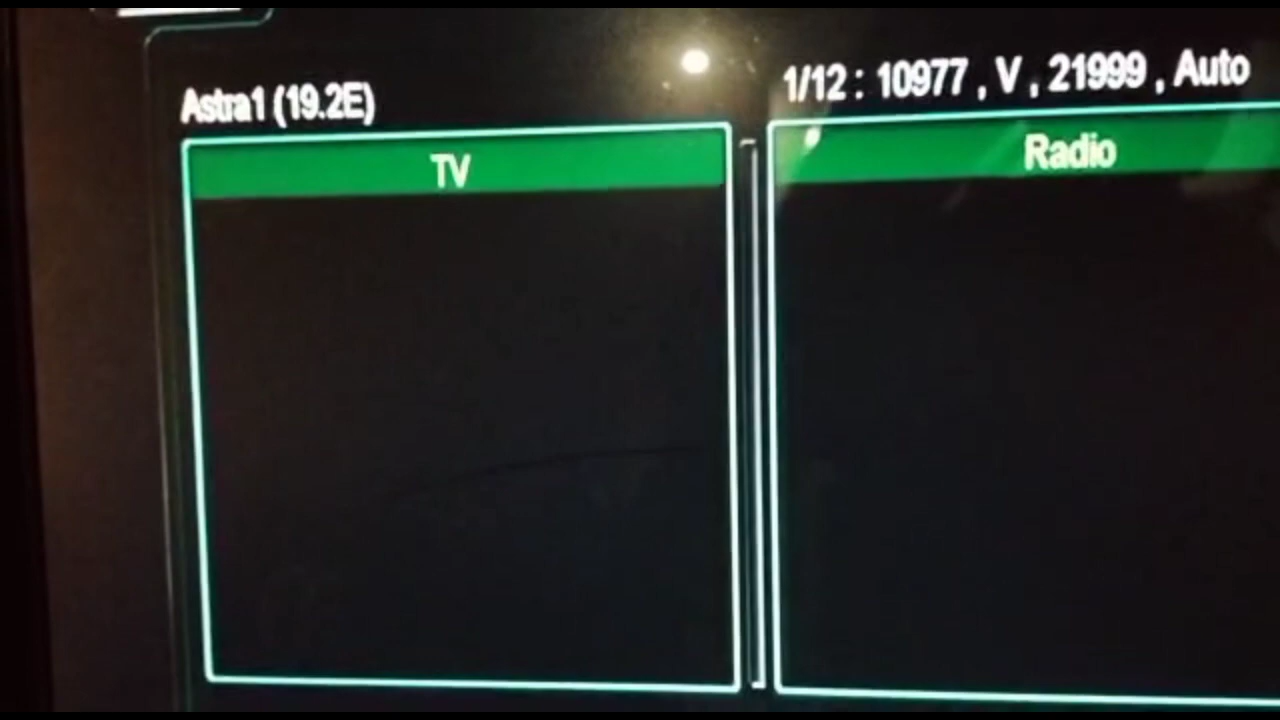 Astra1 (19.2E)
1/12 : 10977 , V , 21999 , Auto
TV
Radio